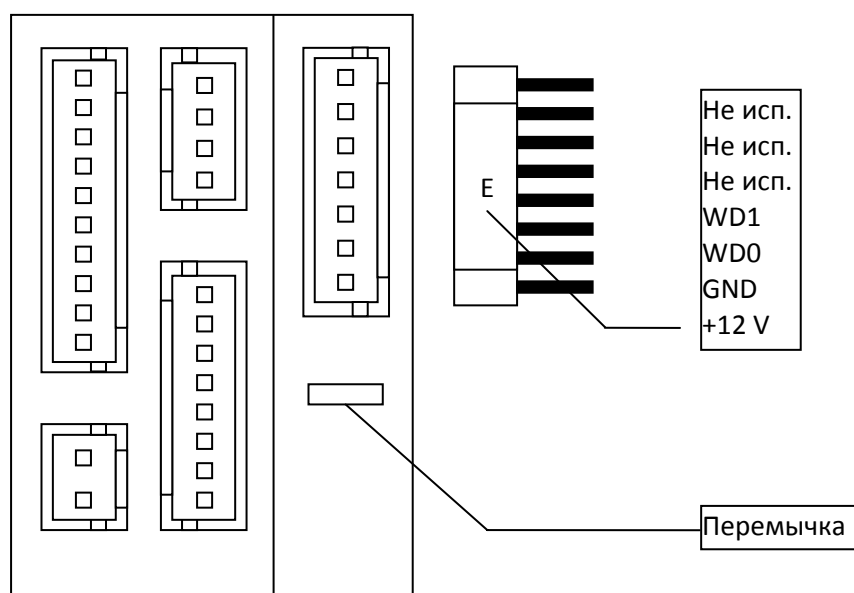 E
Не исп.
Не исп.
Не исп.
WD1
WD0
GND
+12 V
Перемычка